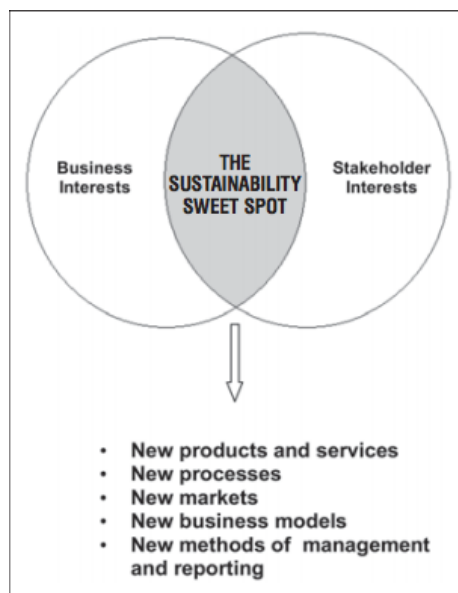 Business
Interests
THE
SUSTAINABILITY
SWEET SPOT
Stakeholder
Interests
• New products and services
• New processes
• New markets
• New business models
• New methods of management
and reporting